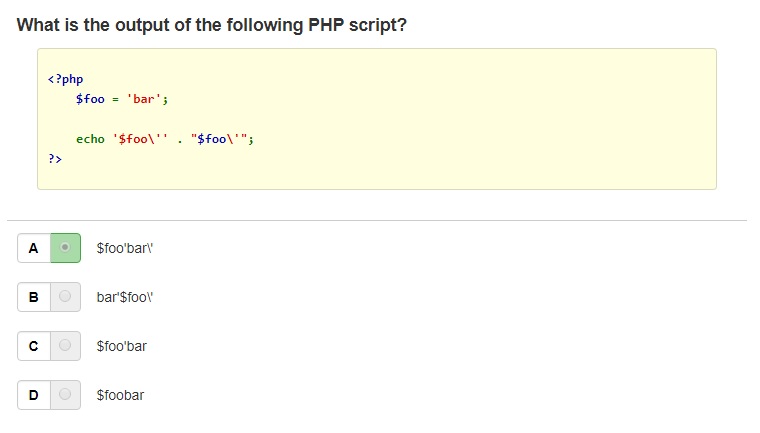 What is the output of the following PHP script?
<?php
$foo = 'bar';
echo '$foo\'' . "$foo\'";
?>
A $foo'bar\'
B bar'$foo\'
C $foo'bar
D $foobar